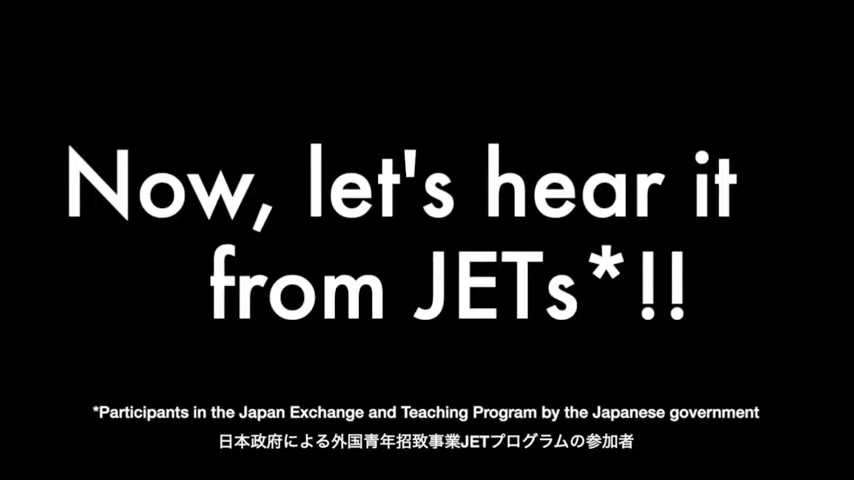 Now, let's hear it
from JETs*!!
*Participants in the Japan Exchange and Teaching Program by the Japanese government
日本政府による外国青年招致事業JETプログラムの参加者